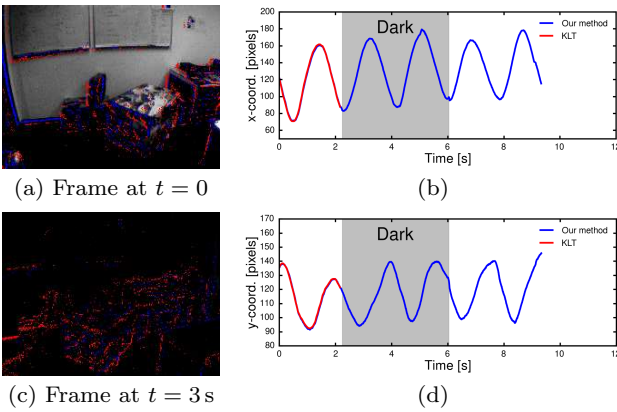 (a) Frame at t = 0
180
160
140
120
100
80
60
x-coord. [pixels]
Dark
Our method
KLT
0 2 4 6 8 10 12
Time [s]
(b)
(c) Frame at t = 3 s
170
160
150
140
130
120
110
100
90
80
y-coord. [pixels]
Dark
Our method
KLT
0 2 4 6 8 10 12
Time [s]
(d)